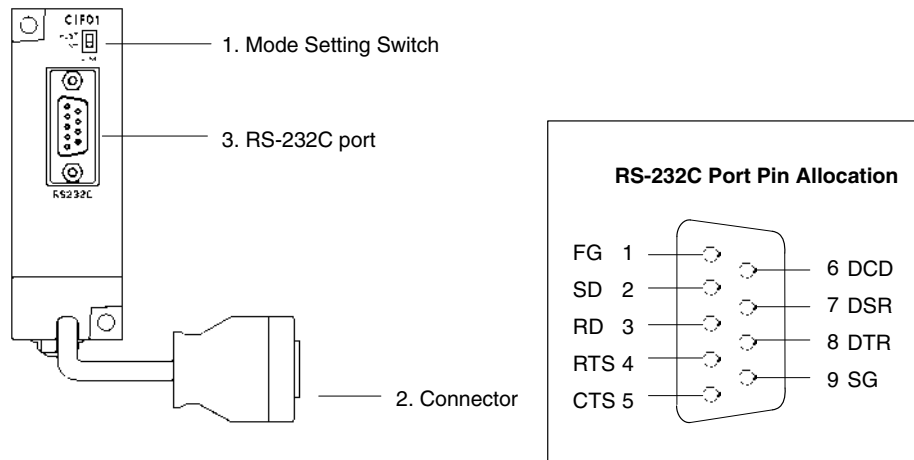 CIF01
1. Mode Setting Switch
3. RS-232C port
RS232C
2. Connector
RS-232C Port Pin Allocation
FG 1
SD 2
RD 3
RTS 4
CTS 5
6 DCD
7 DSR
8 DTR
9 SG